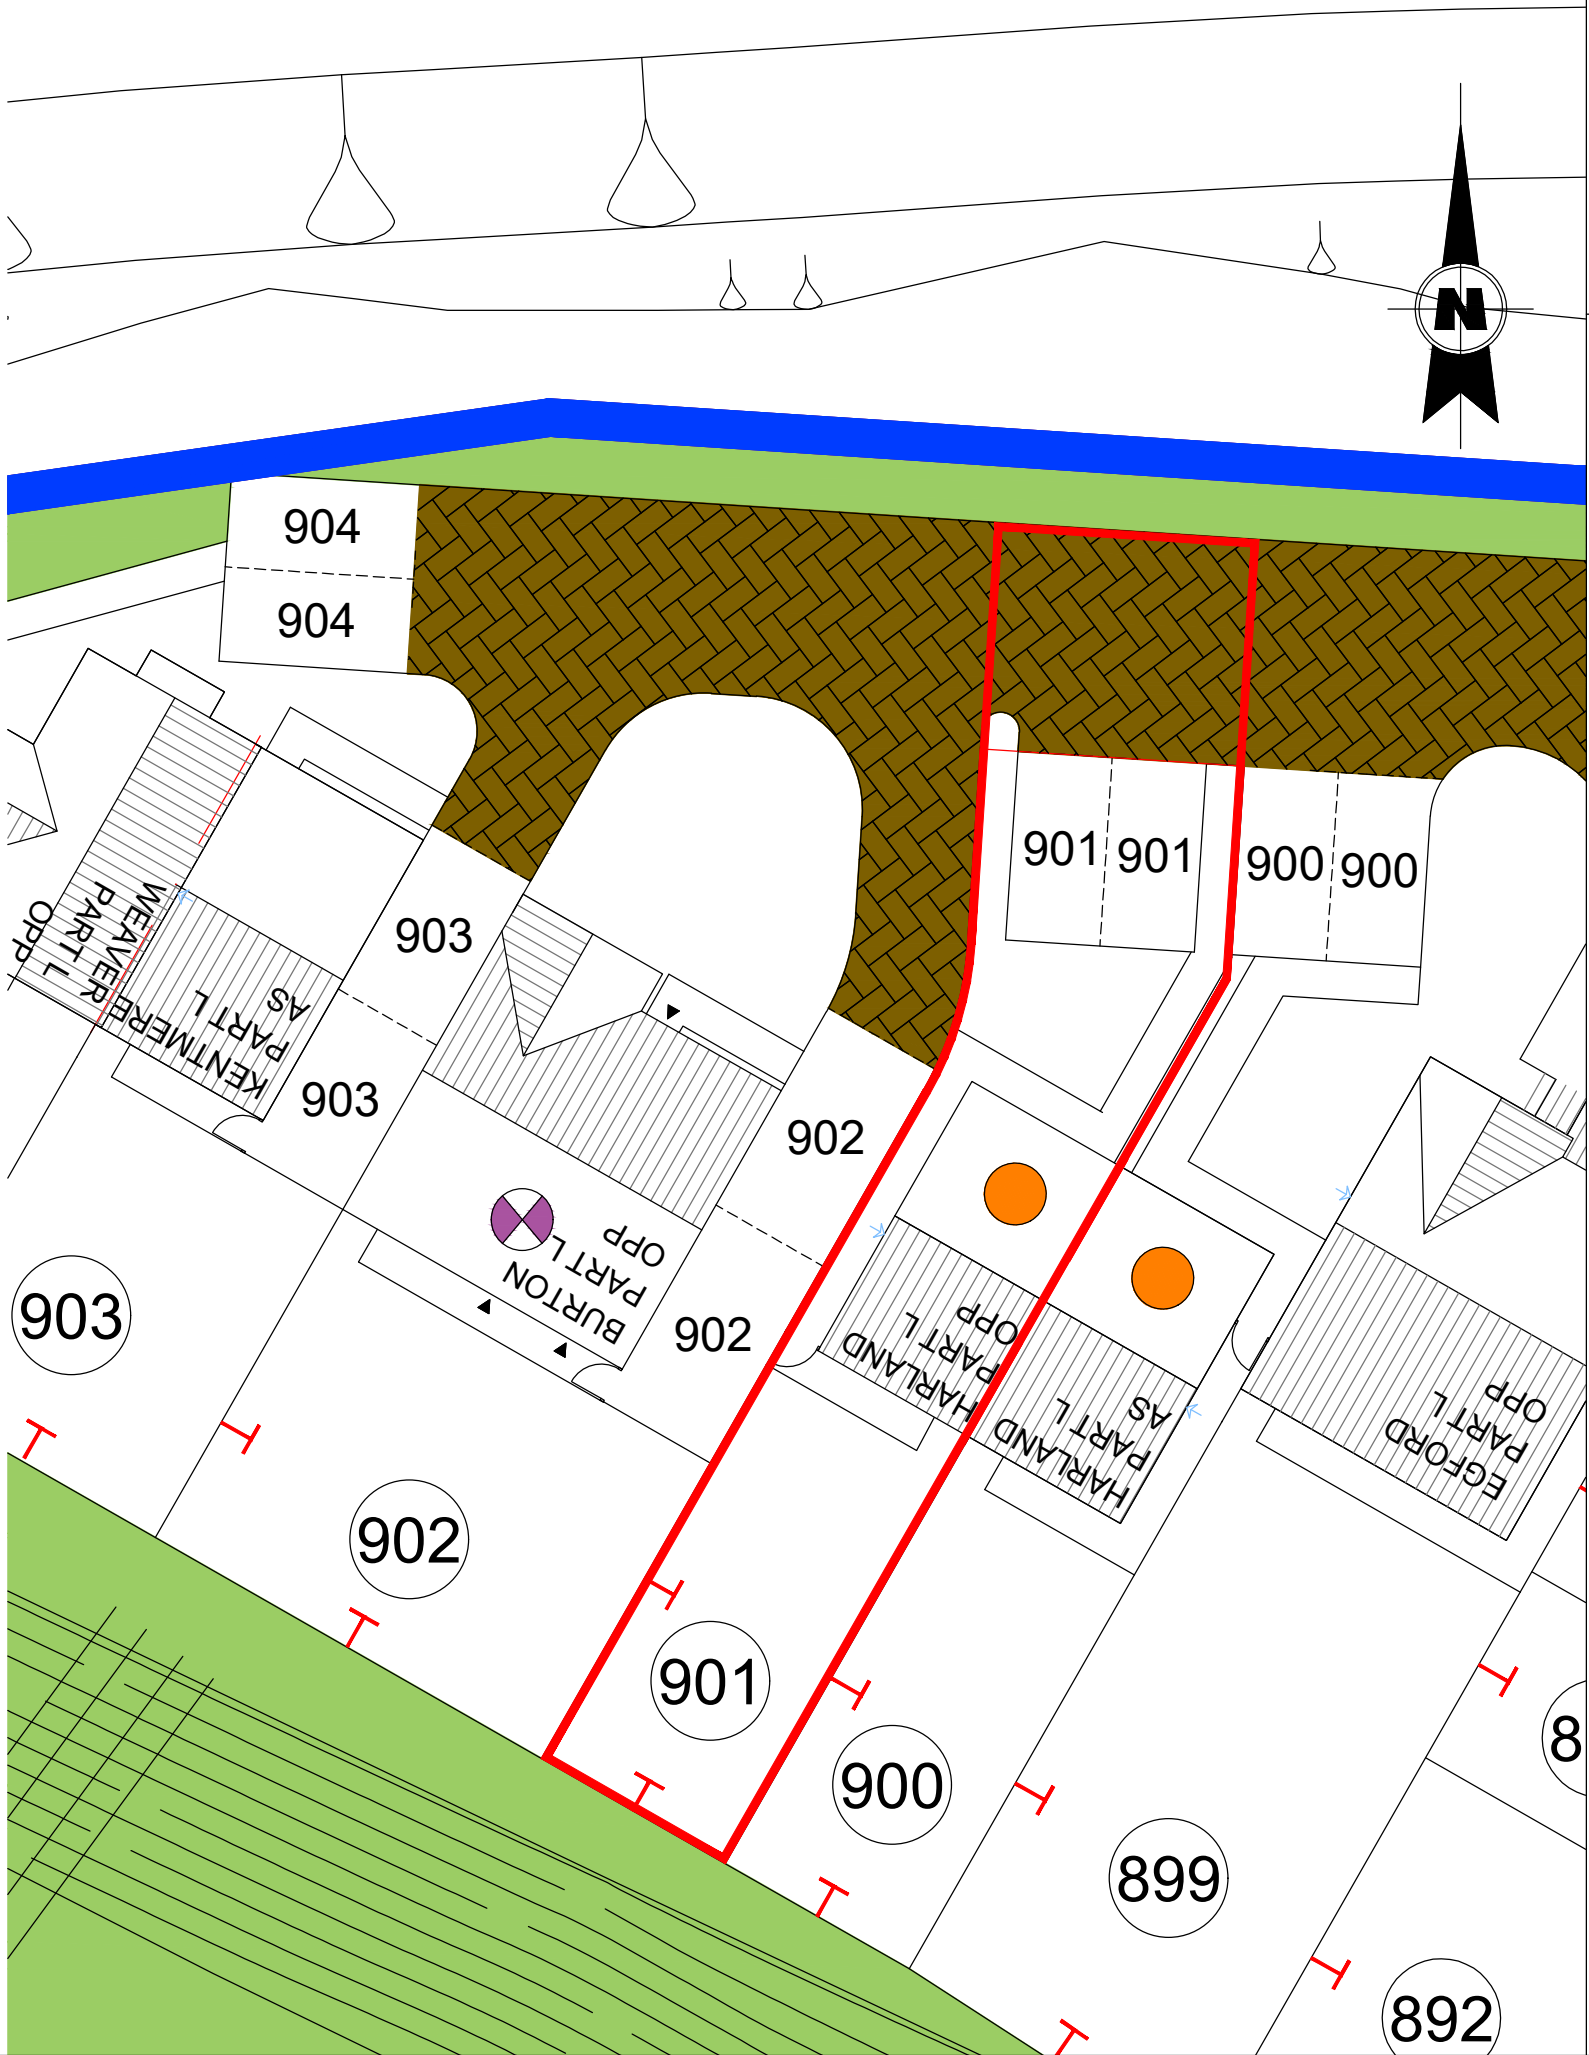 N
904
904
901
901
900
900
903
903
902
902
WEAVER
PART L
OPP
KENTMERE
PART L
AS
BURTON
PART L
OPP
HARLAND
PART L
OPP
HARLAND
PART L
AS
EGFORD
PART L
OPP
903
902
901
900
899
892